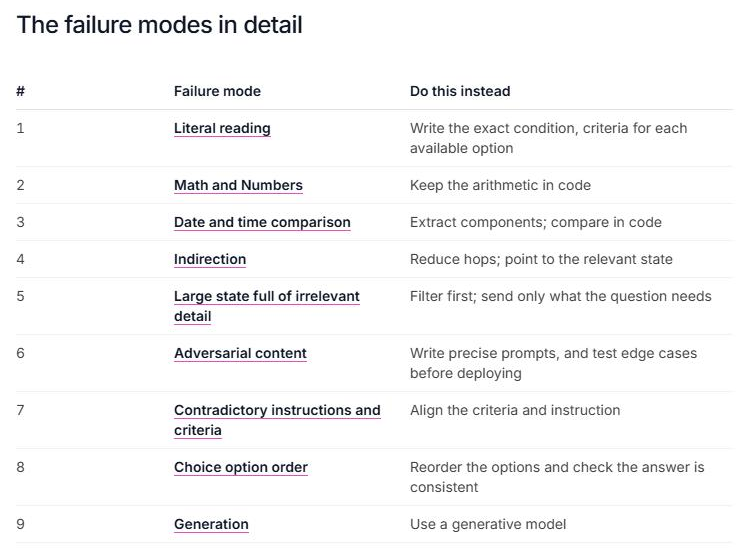 The failure modes in detail
# Failure mode Do this instead
1 Literal reading Write the exact condition, criteria for each
available option
2 Math and Numbers Keep the arithmetic in code
3 Date and time comparison Extract components; compare in code
4 Indirection Reduce hops; point to the relevant state
5 Large state full of irrelevant Filter first; send only what the question needs
detail
6 Adversarial content Write precise prompts, and test edge cases
before deploying
7 Contradictory instructions and Align the criteria and instruction
criteria
8 Choice option order Reorder the options and check the answer is
consistent
9 Generation Use a generative model